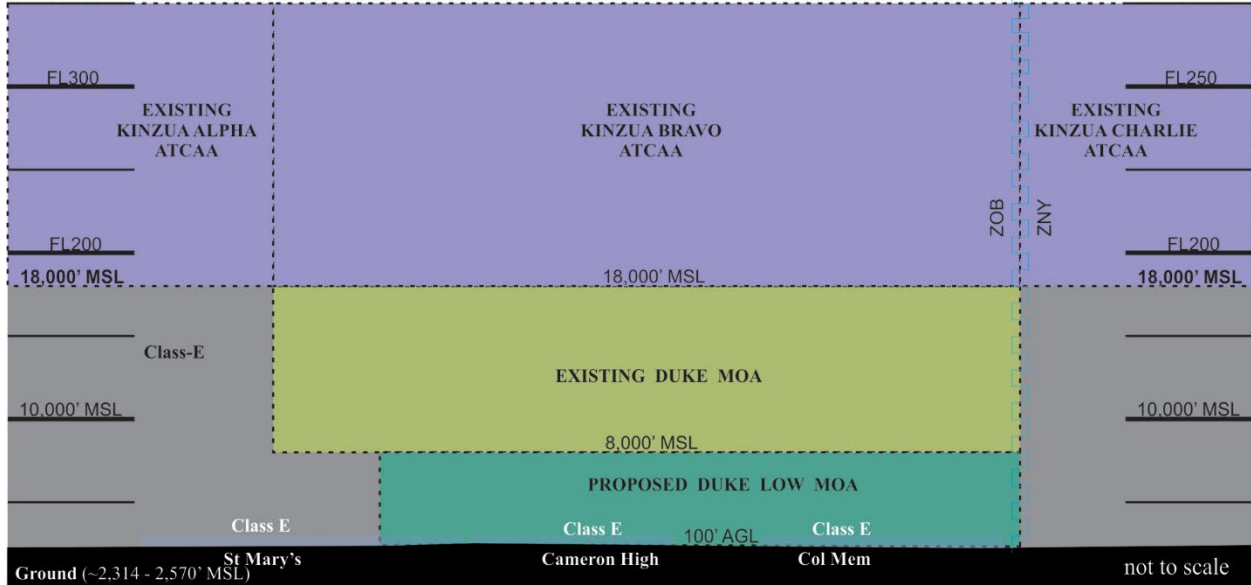 FL300
FL250
EXISTING
KINZUA ALPHA
ATCAA
EXISTING
KINZUA BRAVO
ATCAA
EXISTING
KINZUA CHARLIE
ATCAA
ZOB
ZNY
FL200
FL200
18,000' MSL
18,000' MSL
18,000' MSL
Class-E
EXISTING DUKE MOA
10,000' MSL
10,000' MSL
8,000' MSL
PROPOSED DUKE LOW MOA
Class E
Class E
Class E
100' AGL
St Mary's
Cameron High
Col Mem
Ground (~2,314 - 2,570' MSL)
not to scale